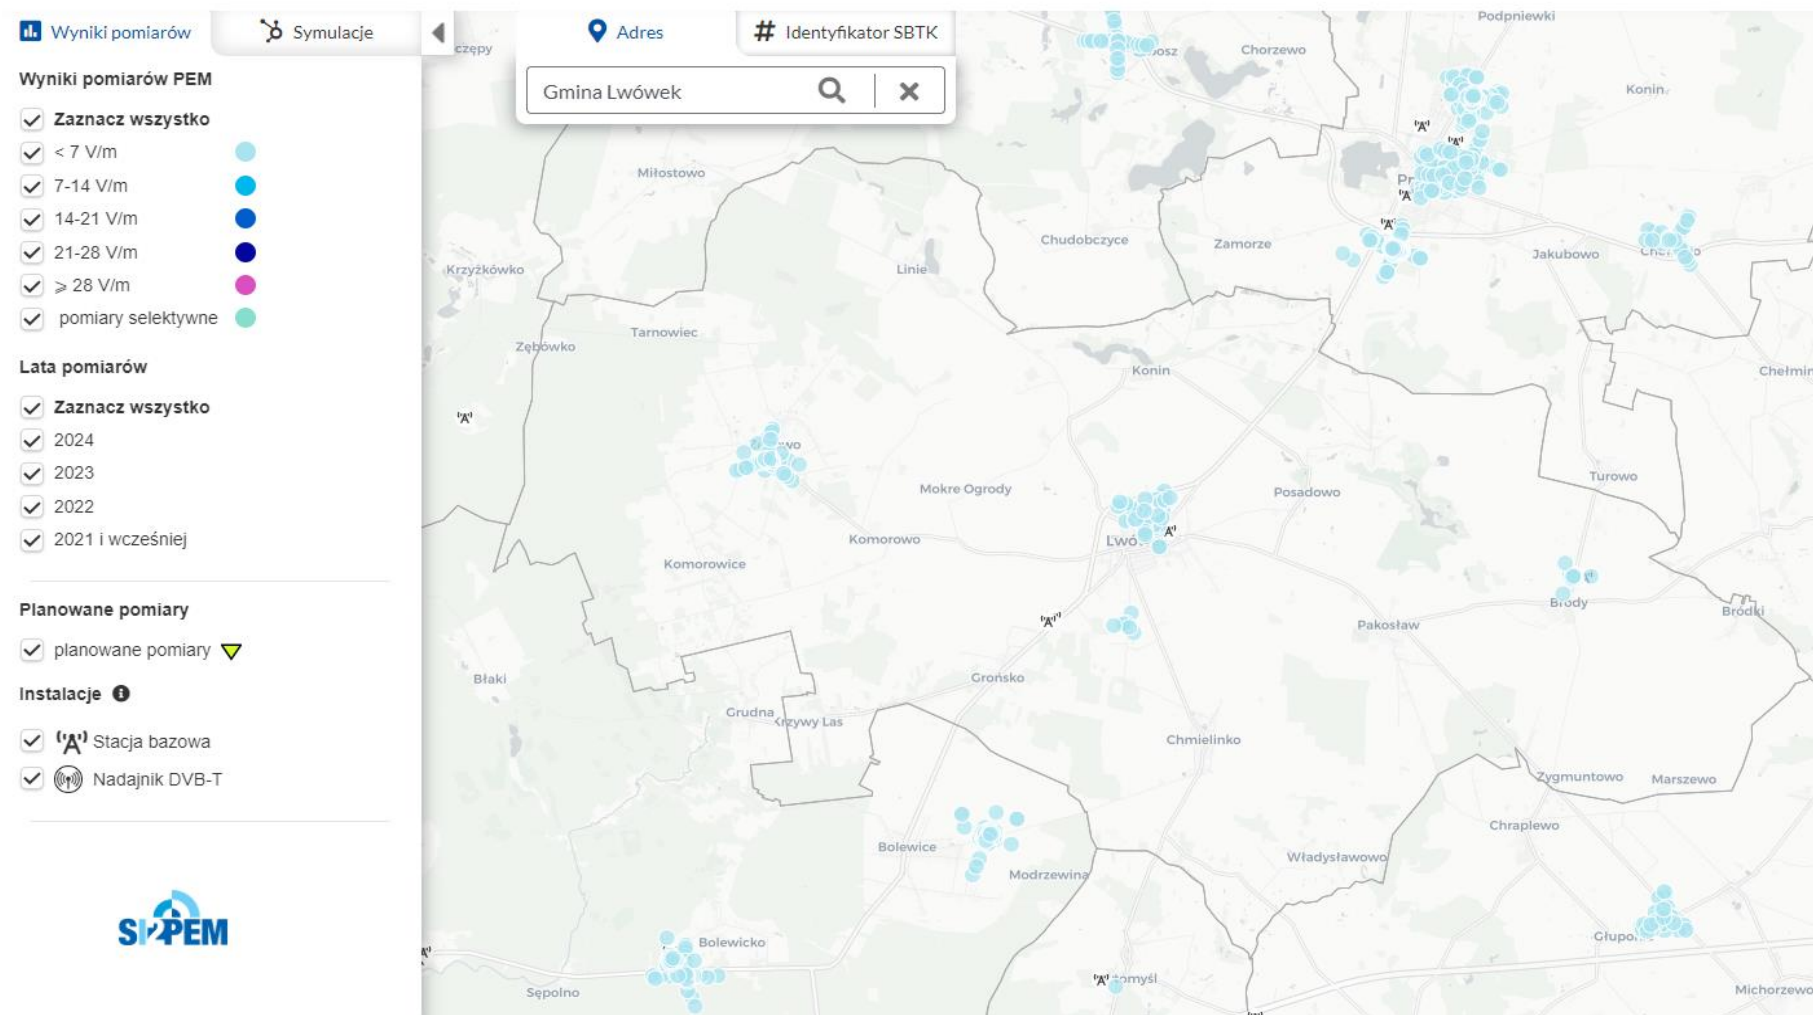 Wyniki pomiarów
Symulacje
Adres
# Identyfikator SBTK
Gmina Lwówek
Wyniki pomiarów PEM
Zaznacz wszystko
< 7 V/m
7-14 V/m
14-21 V/m
21-28 V/m
⩾ 28 V/m
pomiary selektywne
Lata pomiarów
Zaznacz wszystko
2024
2023
2022
2021 i wcześniej
Planowane pomiary
planowane pomiary
Instalacje
Stacja bazowa
Nadajnik DVB-T
SI2PEM
Podpniewki
Chorzewo
Konin
Miłostowo
Chudobczyce
Zamorze
Jakubowo
Krzyżkówko
Linie
Tarnowiec
Zębówko
Konin
Mokre Ogrody
Posadowo
Turowo
Komorowo
Komorowice
Brody
Bródki
Pakosław
Błaki
Grońsko
Grudna
Krzywy Las
Chmielinko
Zygmuntowo
Marszewo
Chraplewo
Bolewice
Władysławowo
Modrzewina
Bolewicko
Sępolno
Michorzewo